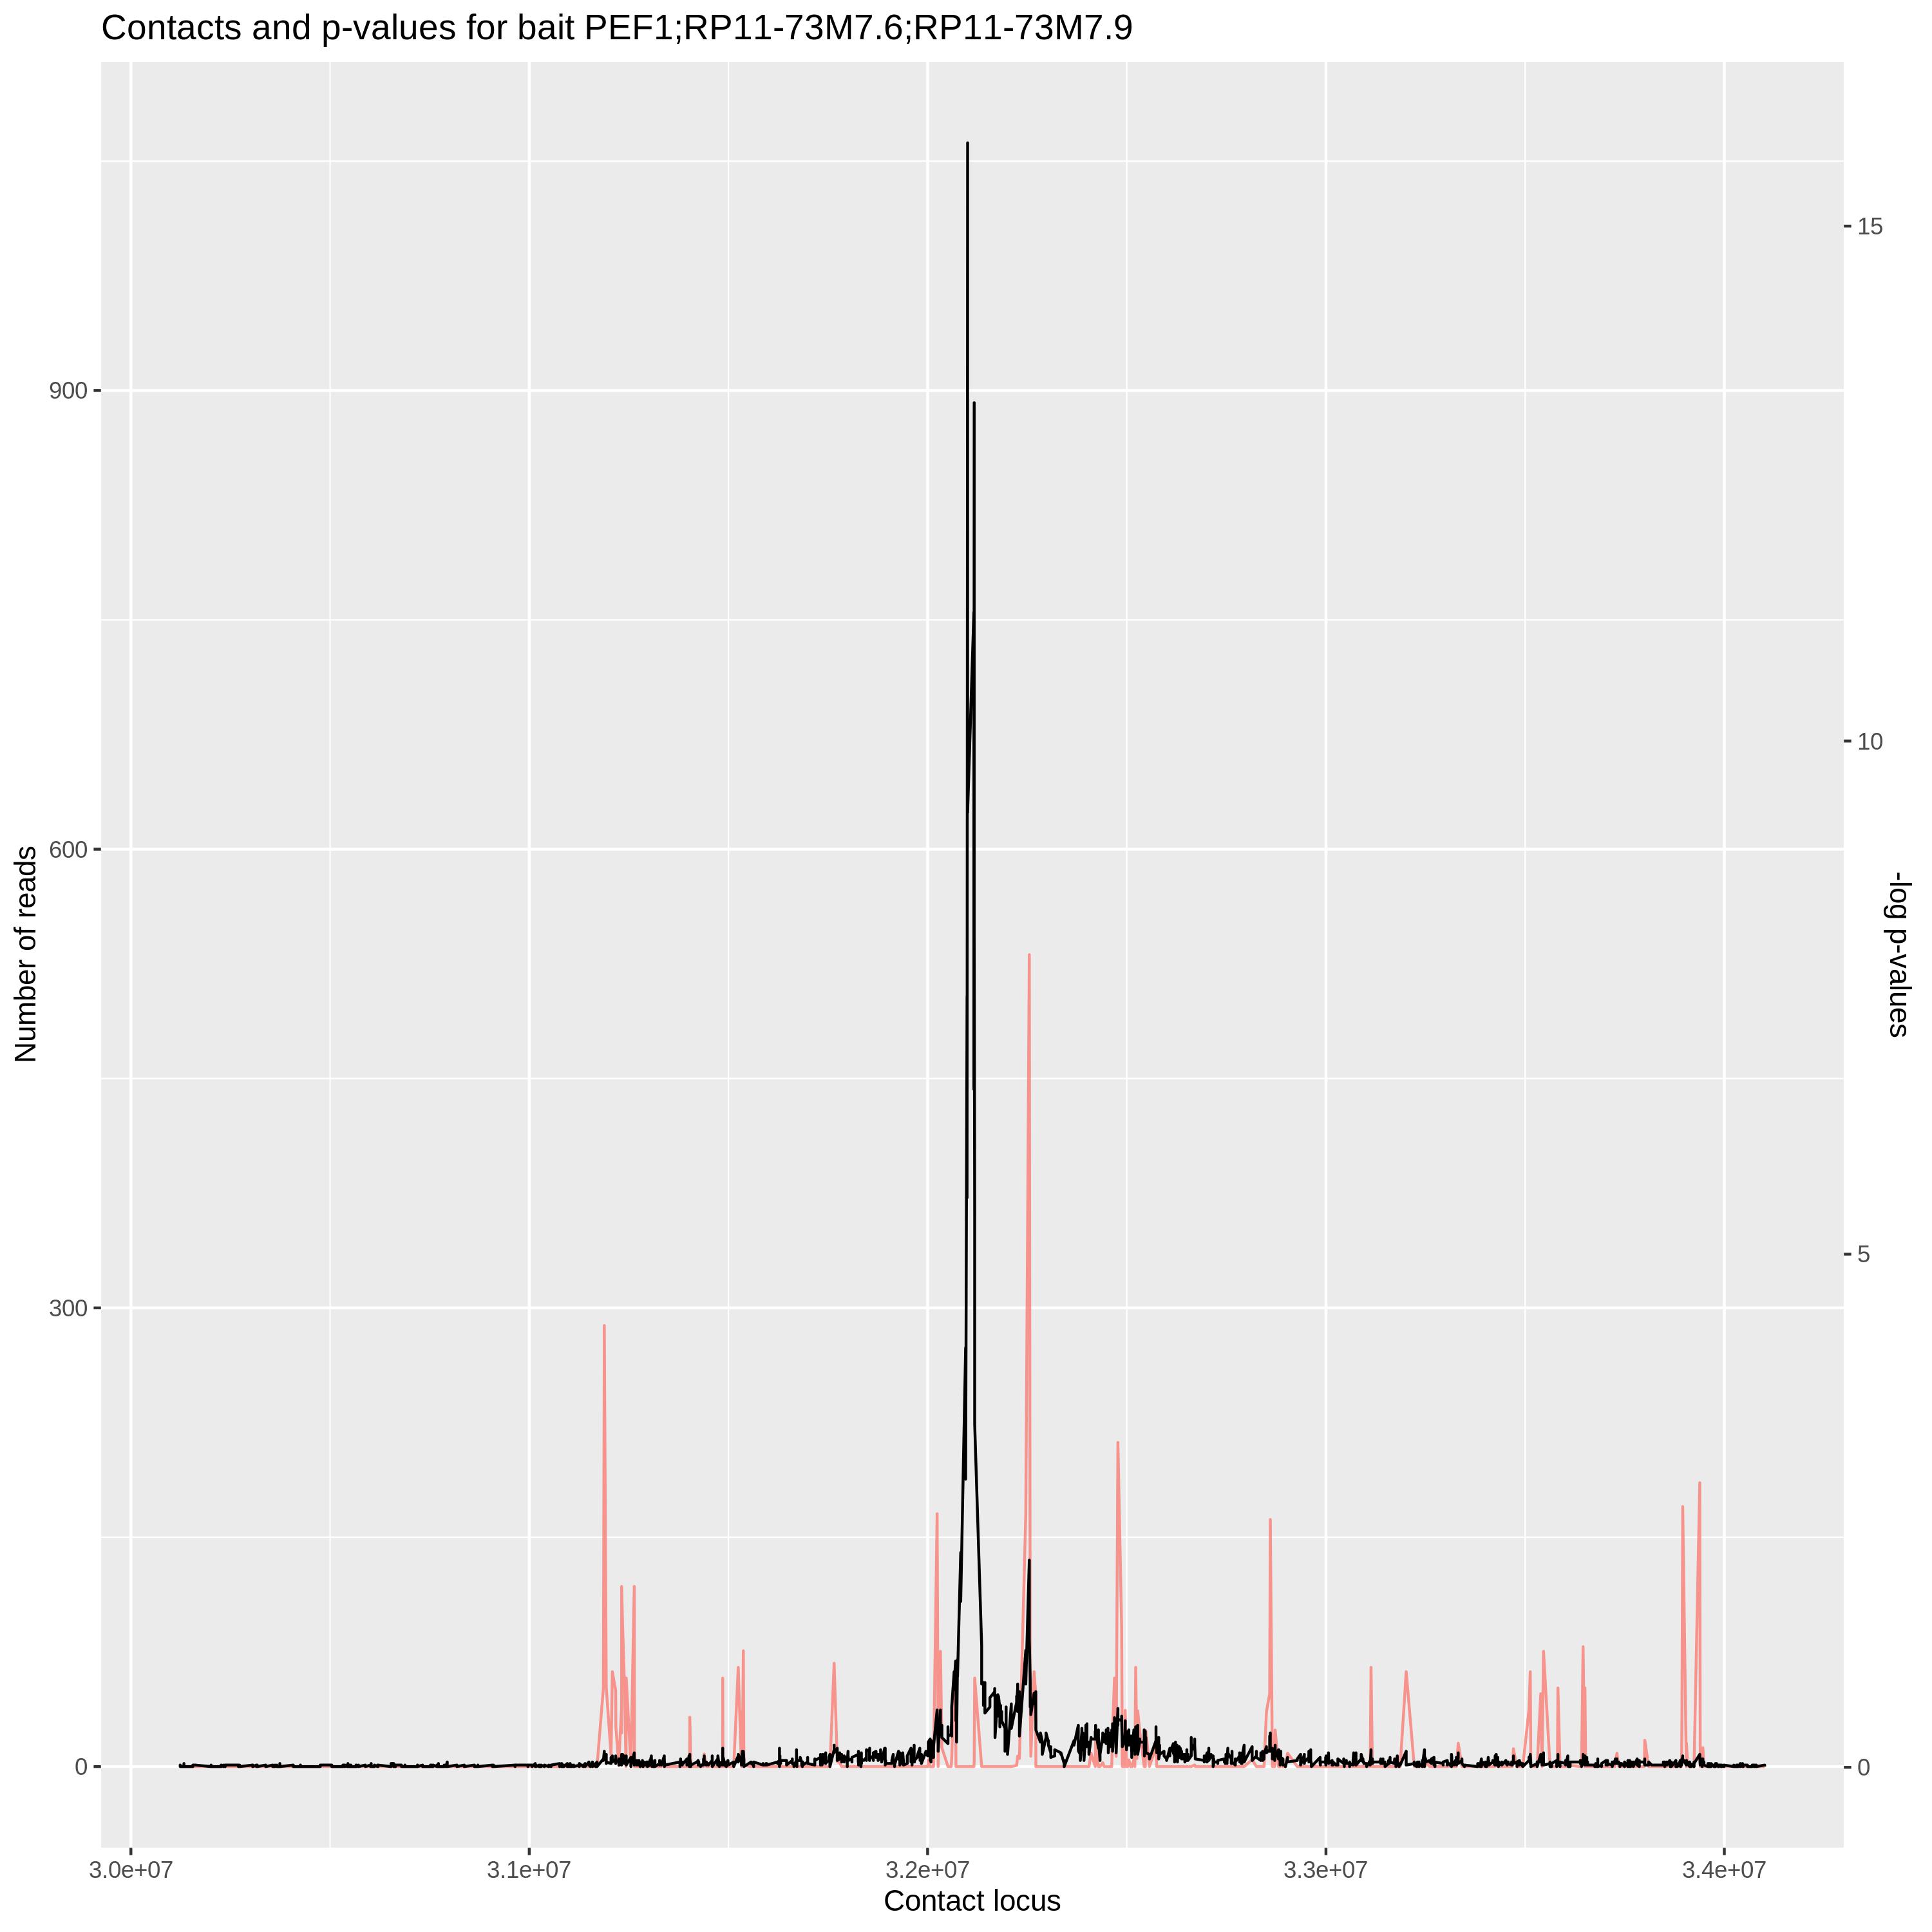 Contacts and p-values for bait PEF1;RP11-73M7.6;RP11-73M7.9
15
900
10
600
Number of reads
-log p-values
5
300
0
0
3.0e+07
3.1e+07
3.2e+07
3.3e+07
3.4e+07
Contact locus